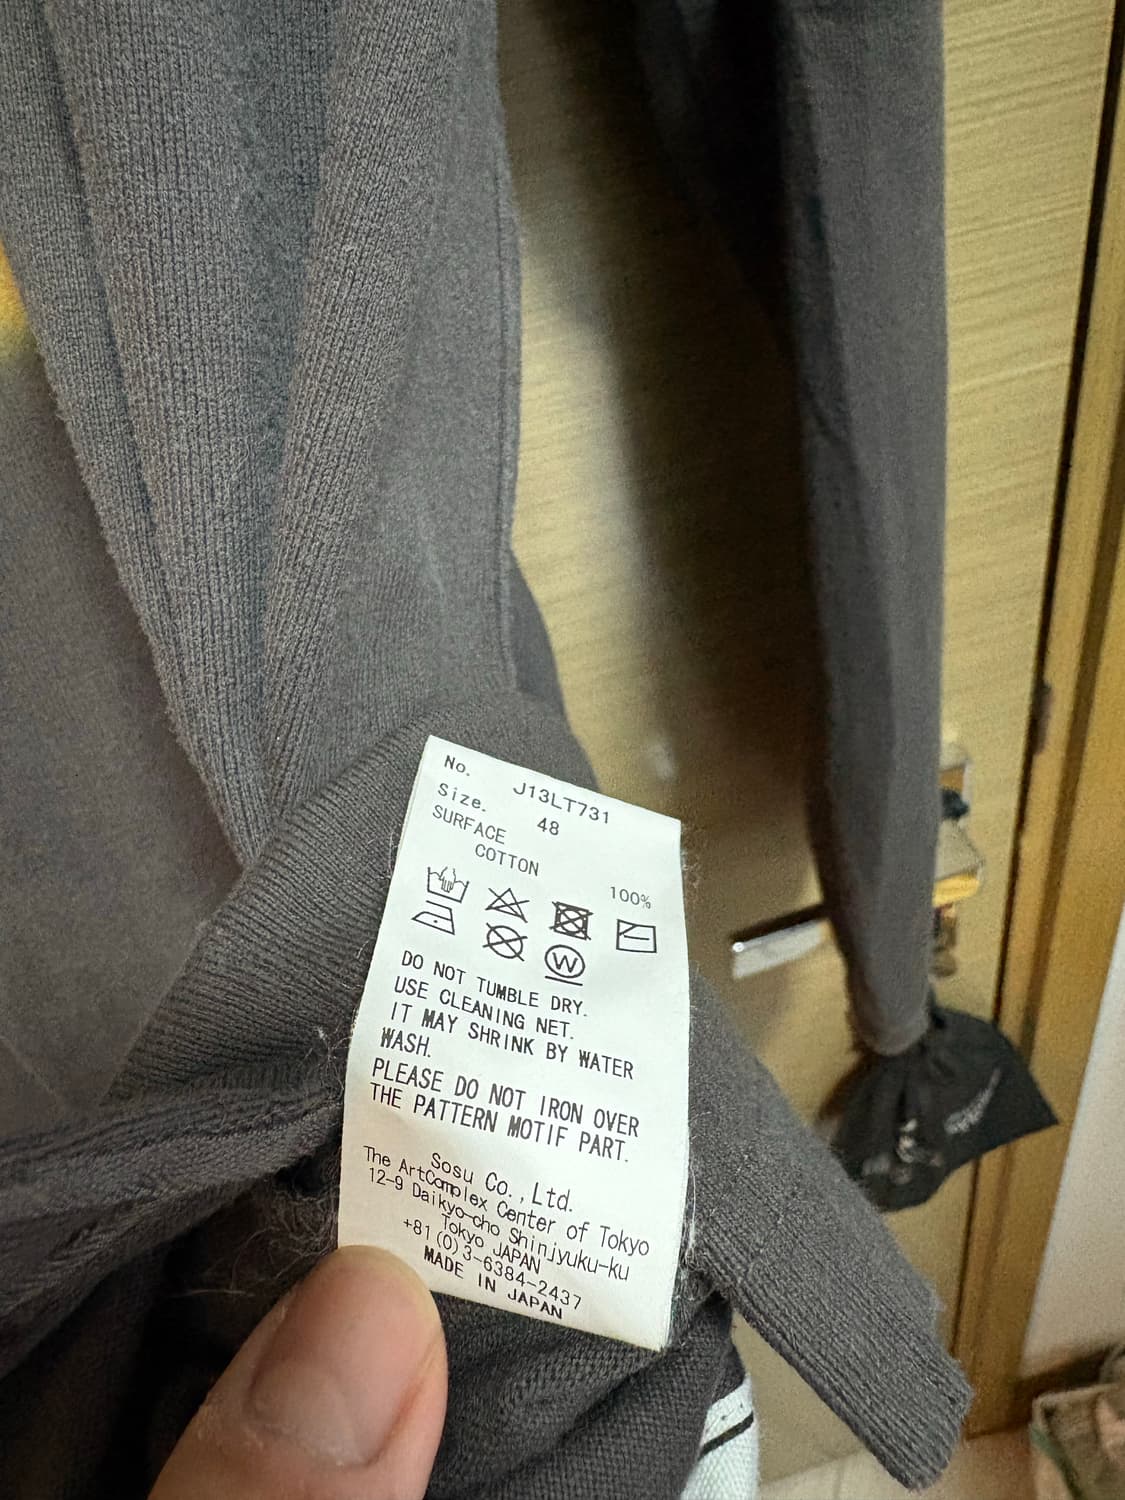 No. J13LT731
Size. 48
SURFACE
COTTON 100%
W
DO NOT TUMBLE DRY.
USE CLEANING NET.
IT MAY SHRINK BY WATER
WASH.
PLEASE DO NOT IRON OVER
THE PATTERN MOTIF PART.
Sosu Co.,Ltd.
The ArtComplex Center of Tokyo
12-9 Daikyo-cho Shinjyuku-ku
Tokyo JAPAN
+81(0)3-6384-2437
MADE IN JAPAN